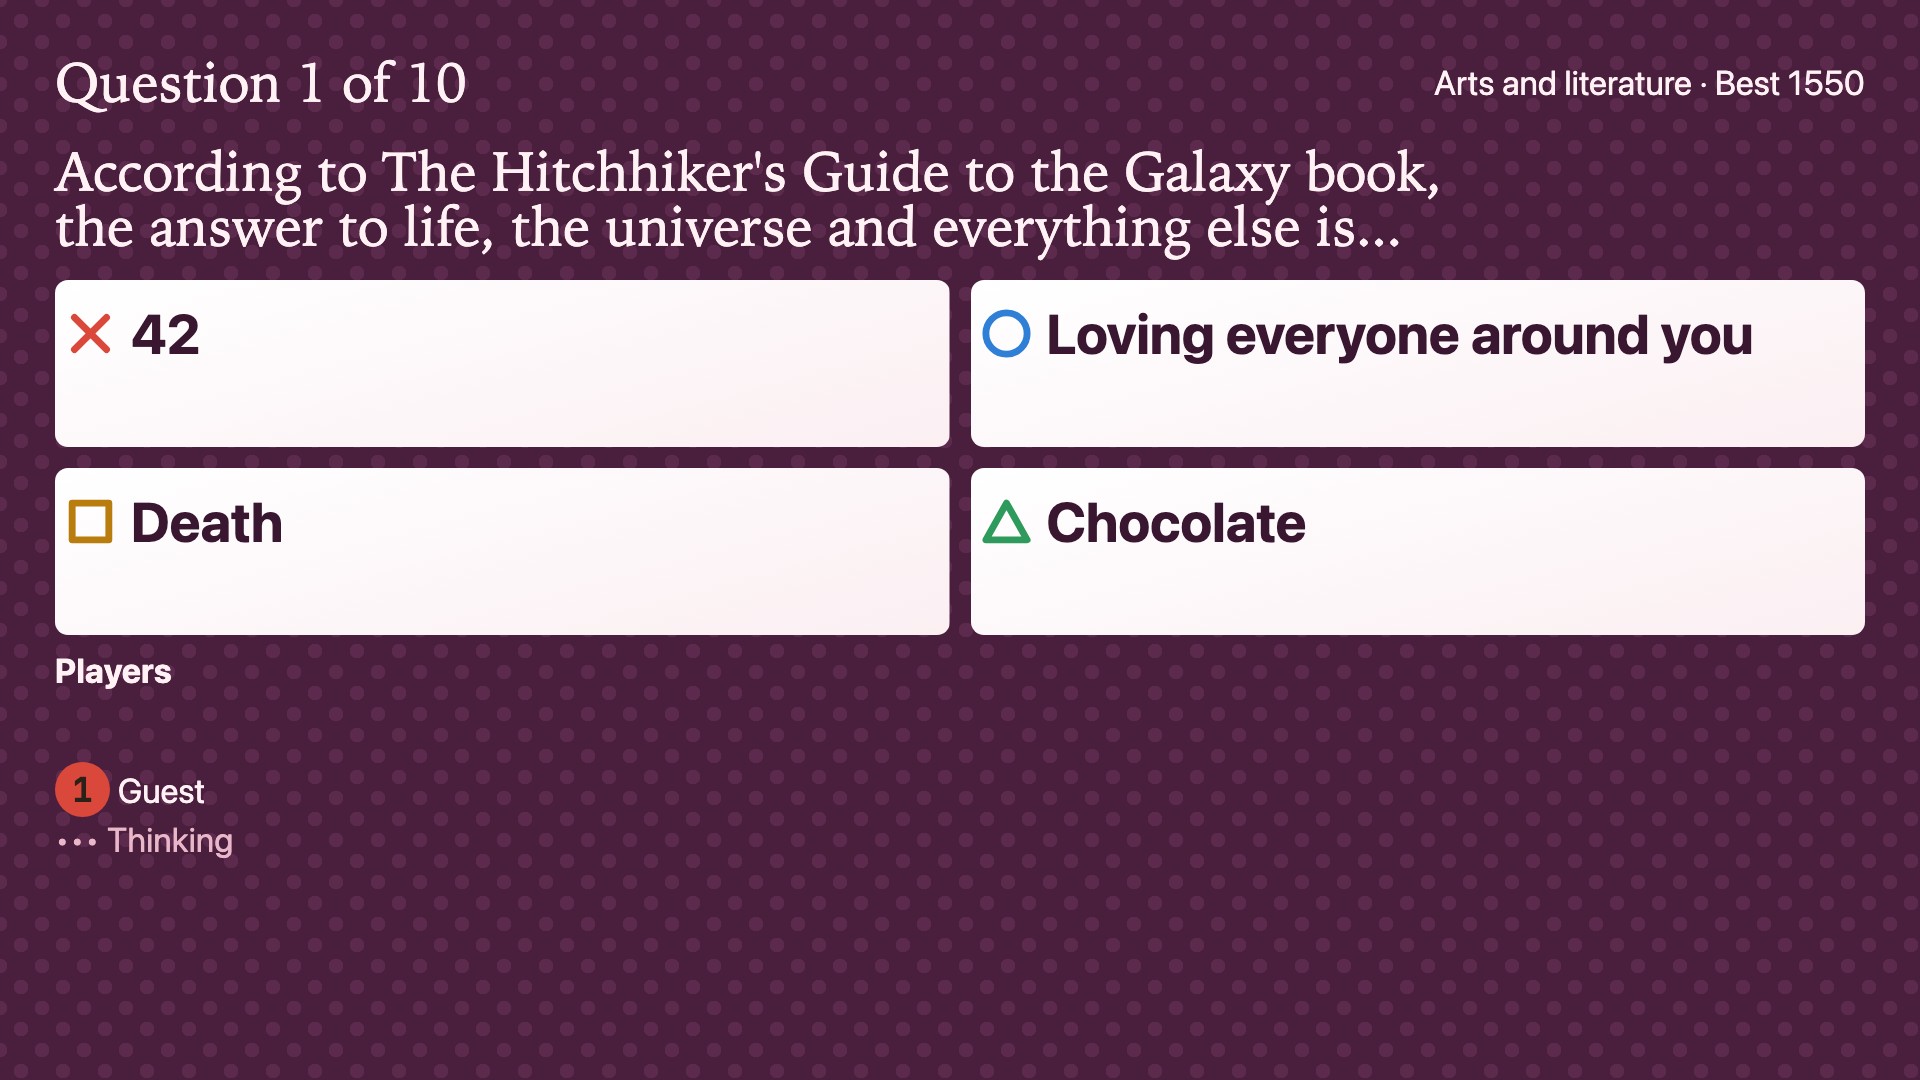 Question 1 of 10
Arts and literature · Best 1550
According to The Hitchhiker's Guide to the Galaxy book,
the answer to life, the universe and everything else is...
42
Loving everyone around you
Death
Chocolate
Players
1 Guest
... Thinking